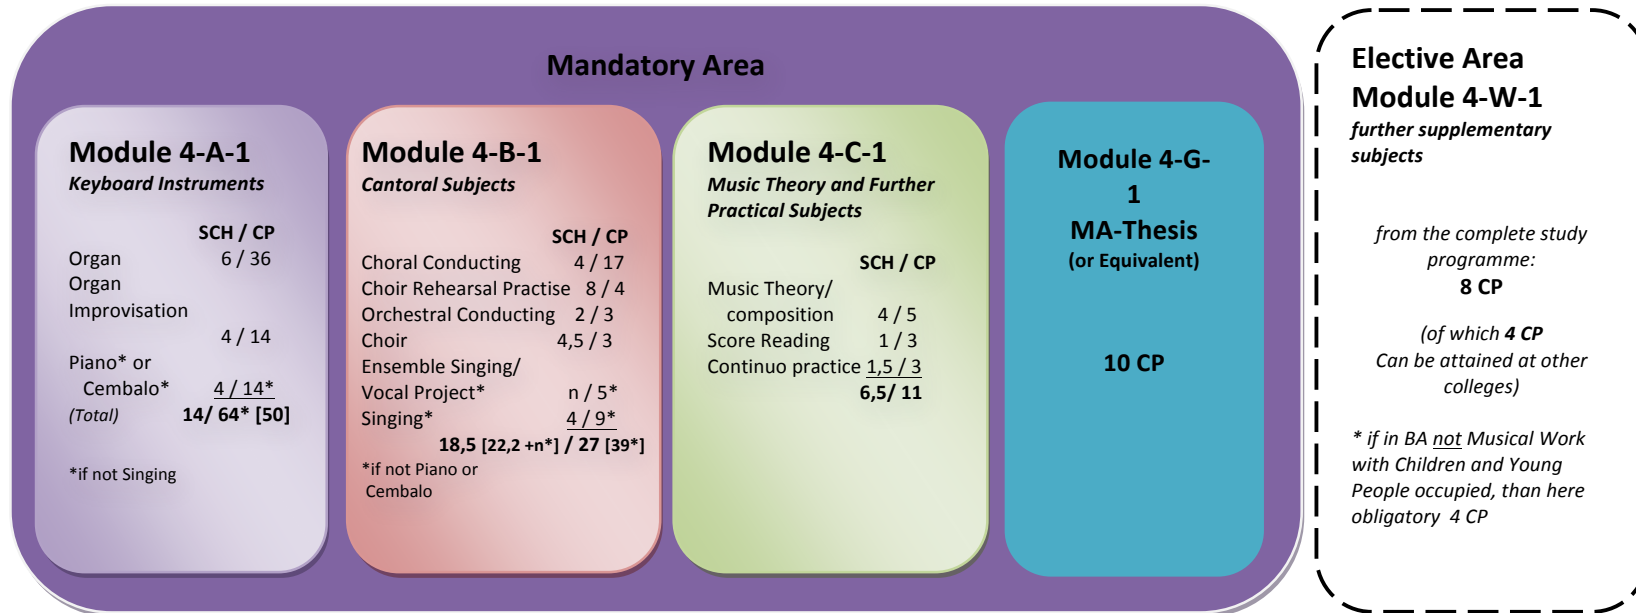 Mandatory Area
Module 4-A-1
Keyboard Instruments
SCH / CP
Organ 6 / 36
Organ
Improvisation
4 / 14
Piano* or
Cembalo* 4 / 14*
(Total) 14/ 64* [50]
*if not Singing
Module 4-B-1
Cantoral Subjects
SCH / CP
Choral Conducting 4 / 17
Choir Rehearsal Practise 8 / 4
Orchestral Conducting 2 / 3
Choir 4,5 / 3
Ensemble Singing/
Vocal Project* n / 5*
Singing* 4 / 9*
18,5 [22,2 +n*] / 27 [39*]
*if not Piano or
Cembalo
Module 4-C-1
Music Theory and Further
Practical Subjects
SCH / CP
Music Theory/
composition 4 / 5
Score Reading 1 / 3
Continuo practice 1,5 / 3
6,5/ 11
Module 4-G-
1
MA-Thesis
(or Equivalent)
10 CP
Elective Area
Module 4-W-1
further supplementary
subjects
from the complete study
programme:
8 CP
(of which 4 CP
Can be attained at other
colleges)
* if in BA not Musical Work
with Children and Young
People occupied, than here
obligatory 4 CP